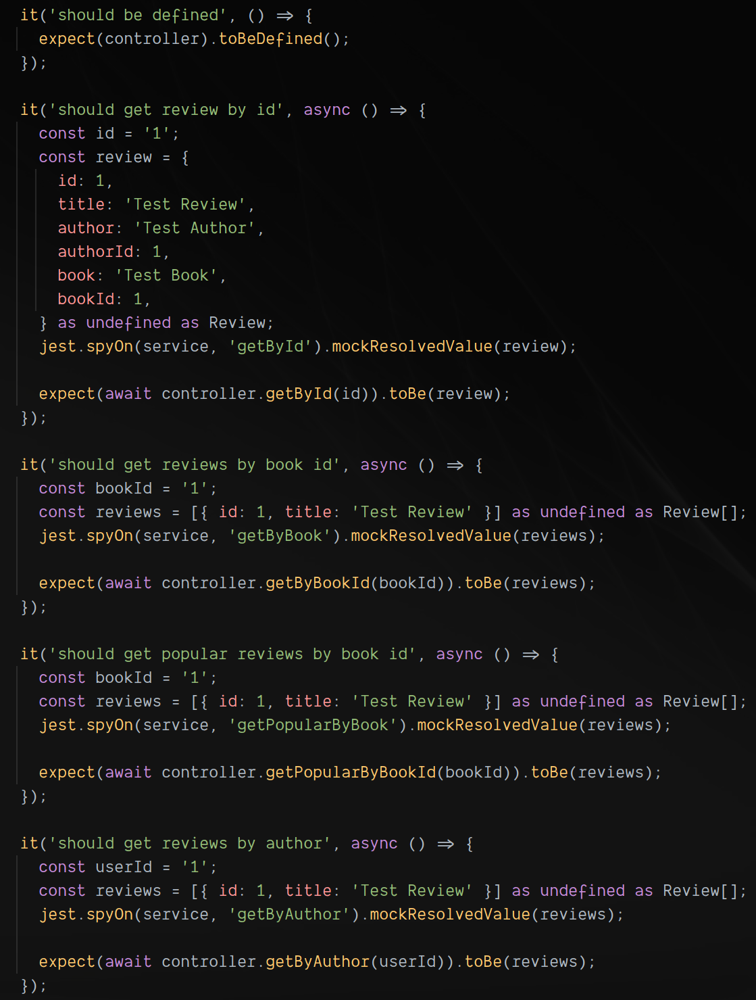 it('should be defined', () => {
  expect(controller).toBeDefined();
});

it('should get review by id', async () => {
  const id = '1';
  const review = {
    id: 1,
    title: 'Test Review',
    author: 'Test Author',
    authorId: 1,
    book: 'Test Book',
    bookId: 1,
  } as undefined as Review;
  jest.spyOn(service, 'getById').mockResolvedValue(review);

  expect(await controller.getById(id)).toBe(review);
});

it('should get reviews by book id', async () => {
  const bookId = '1';
  const reviews = [{ id: 1, title: 'Test Review' }] as undefined as Review[];
  jest.spyOn(service, 'getByBook').mockResolvedValue(reviews);

  expect(await controller.getByBookId(bookId)).toBe(reviews);
});

it('should get popular reviews by book id', async () => {
  const bookId = '1';
  const reviews = [{ id: 1, title: 'Test Review' }] as undefined as Review[];
  jest.spyOn(service, 'getPopularByBook').mockResolvedValue(reviews);

  expect(await controller.getPopularByBookId(bookId)).toBe(reviews);
});

it('should get reviews by author', async () => {
  const userId = '1';
  const reviews = [{ id: 1, title: 'Test Review' }] as undefined as Review[];
  jest.spyOn(service, 'getByAuthor').mockResolvedValue(reviews);

  expect(await controller.getByAuthor(userId)).toBe(reviews);
});